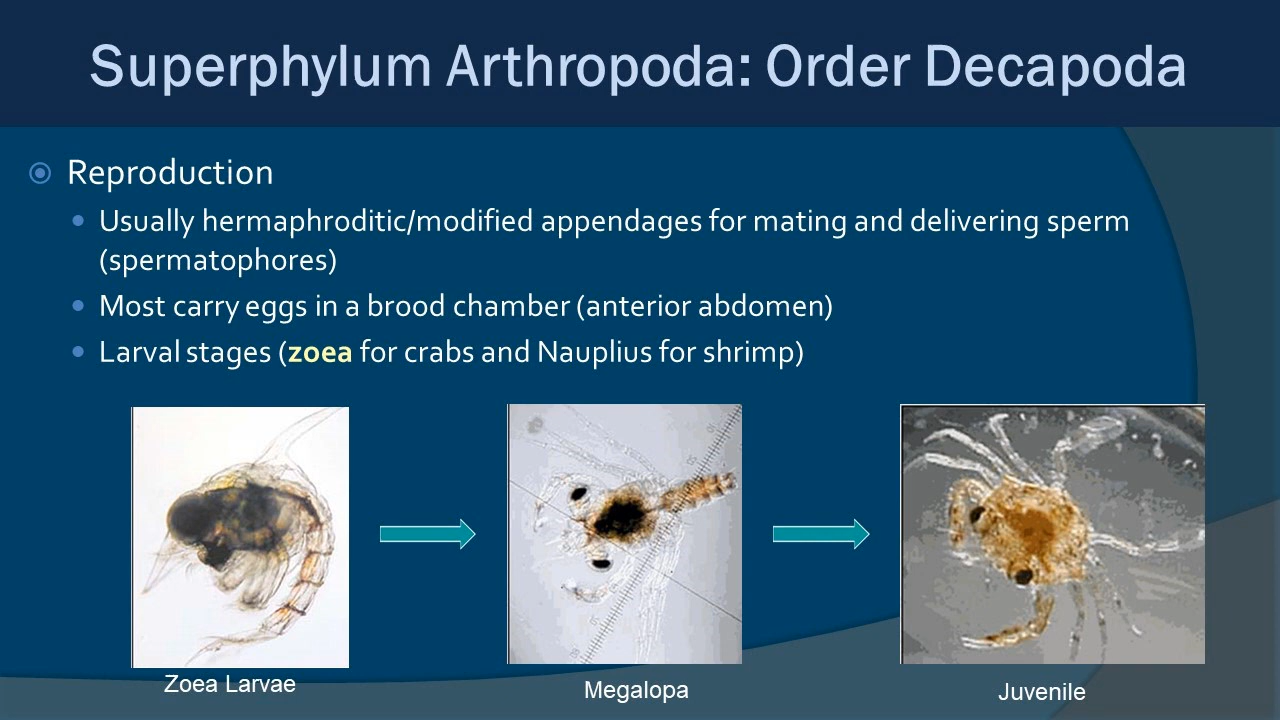 Superphylum Arthropoda: Order Decapoda
Reproduction
Usually hermaphroditic/modified appendages for mating and delivering sperm
(spermatophores)
Most carry eggs in a brood chamber (anterior abdomen)
Larval stages (zoea for crabs and Nauplius for shrimp)
Zoea Larvae
Megalopa
Juvenile